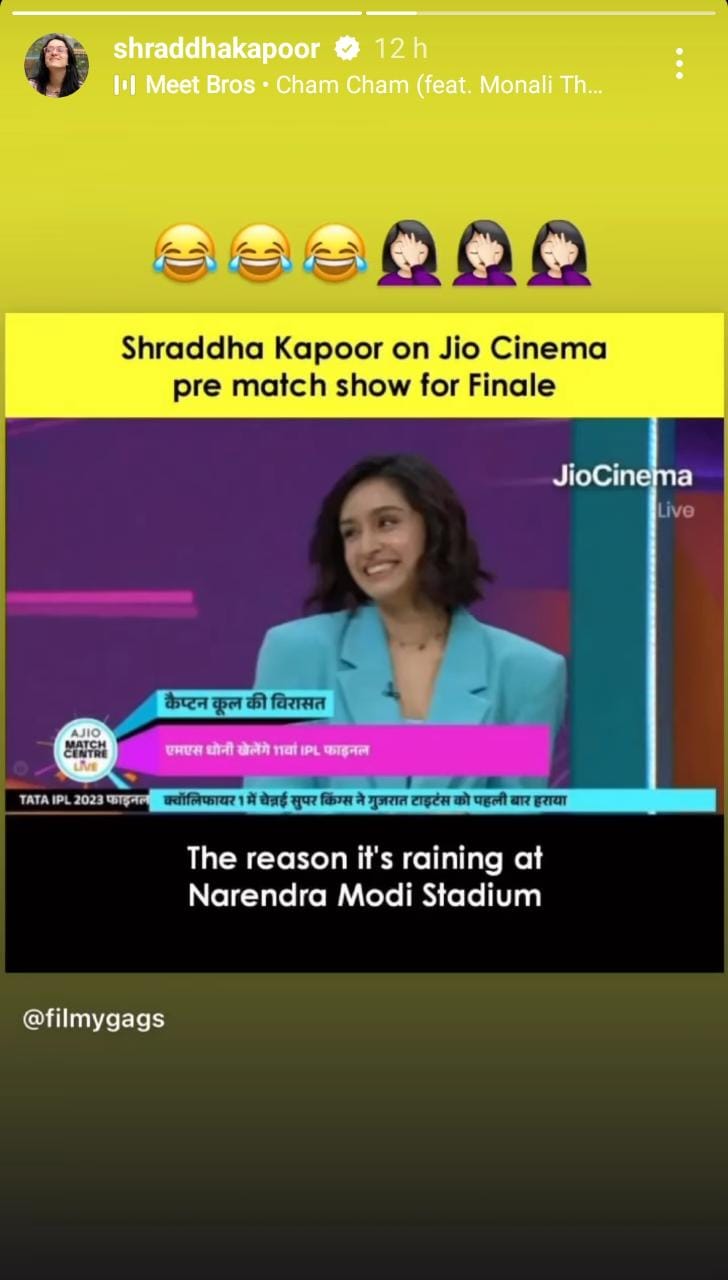 shraddhakapoor 12 h
Meet Bros • Cham Cham (feat. Monali Th...
Shraddha Kapoor on Jio Cinema
pre match show for Finale
JioCinema
Live
कैप्टन कूल की विरासत
AJIO
MATCH
CENTRE
LIVE
एमएस धोनी खेलेंगे 11वां IPL फाइनल
TATA IPL 2023 फाइनल
क्वॉलिफायर 1 में चेन्नई सुपर किंग्स ने गुजरात टाइटंस को पहली बार हराया
The reason it's raining at
Narendra Modi Stadium
@filmygags